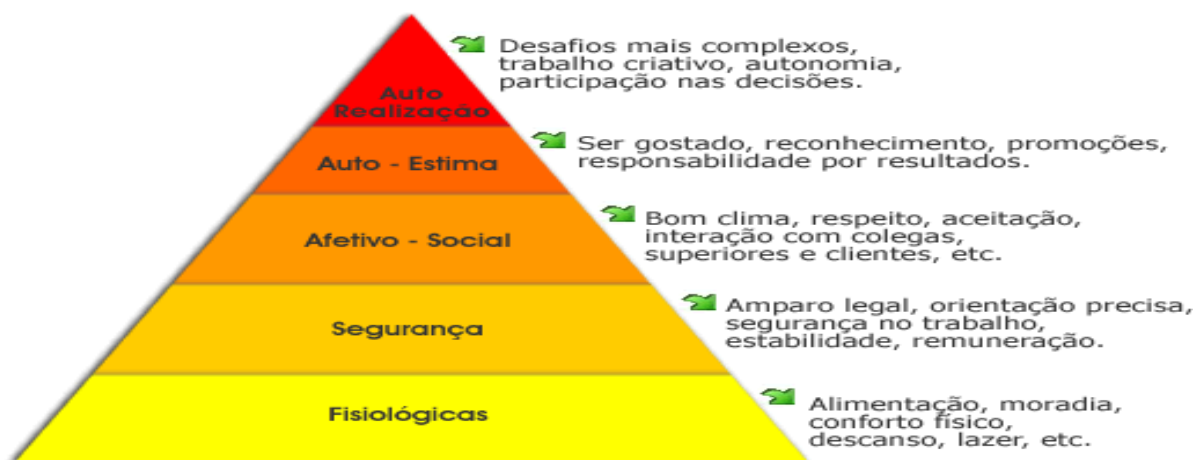 Desafios mais complexos,
trabalho criativo, autonomia,
participação nas decisões.
Auto
Realização
Ser gostado, reconhecimento, promoções,
responsabilidade por resultados.
Auto - Estima
Bom clima, respeito, aceitação,
interação com colegas,
superiores e clientes, etc.
Afetivo - Social
Amparo legal, orientação precisa,
segurança no trabalho,
estabilidade, remuneração.
Segurança
Alimentação, moradia,
conforto físico,
descanso, lazer, etc.
Fisiológicas